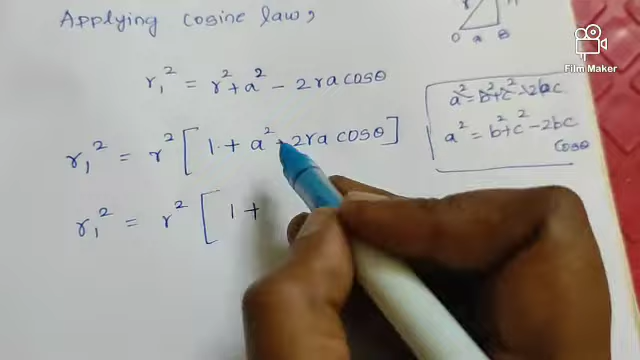 Applying cosine law,
r₁² = r² + a² - 2ra cosθ
r₁² = r² [ 1 + a² - 2ra cosθ ]
r₁² = r² [ 1 +
O a B
a² = b² + c² - 2bc
a² = b² + c² - 2bc
cosθ
Film Maker